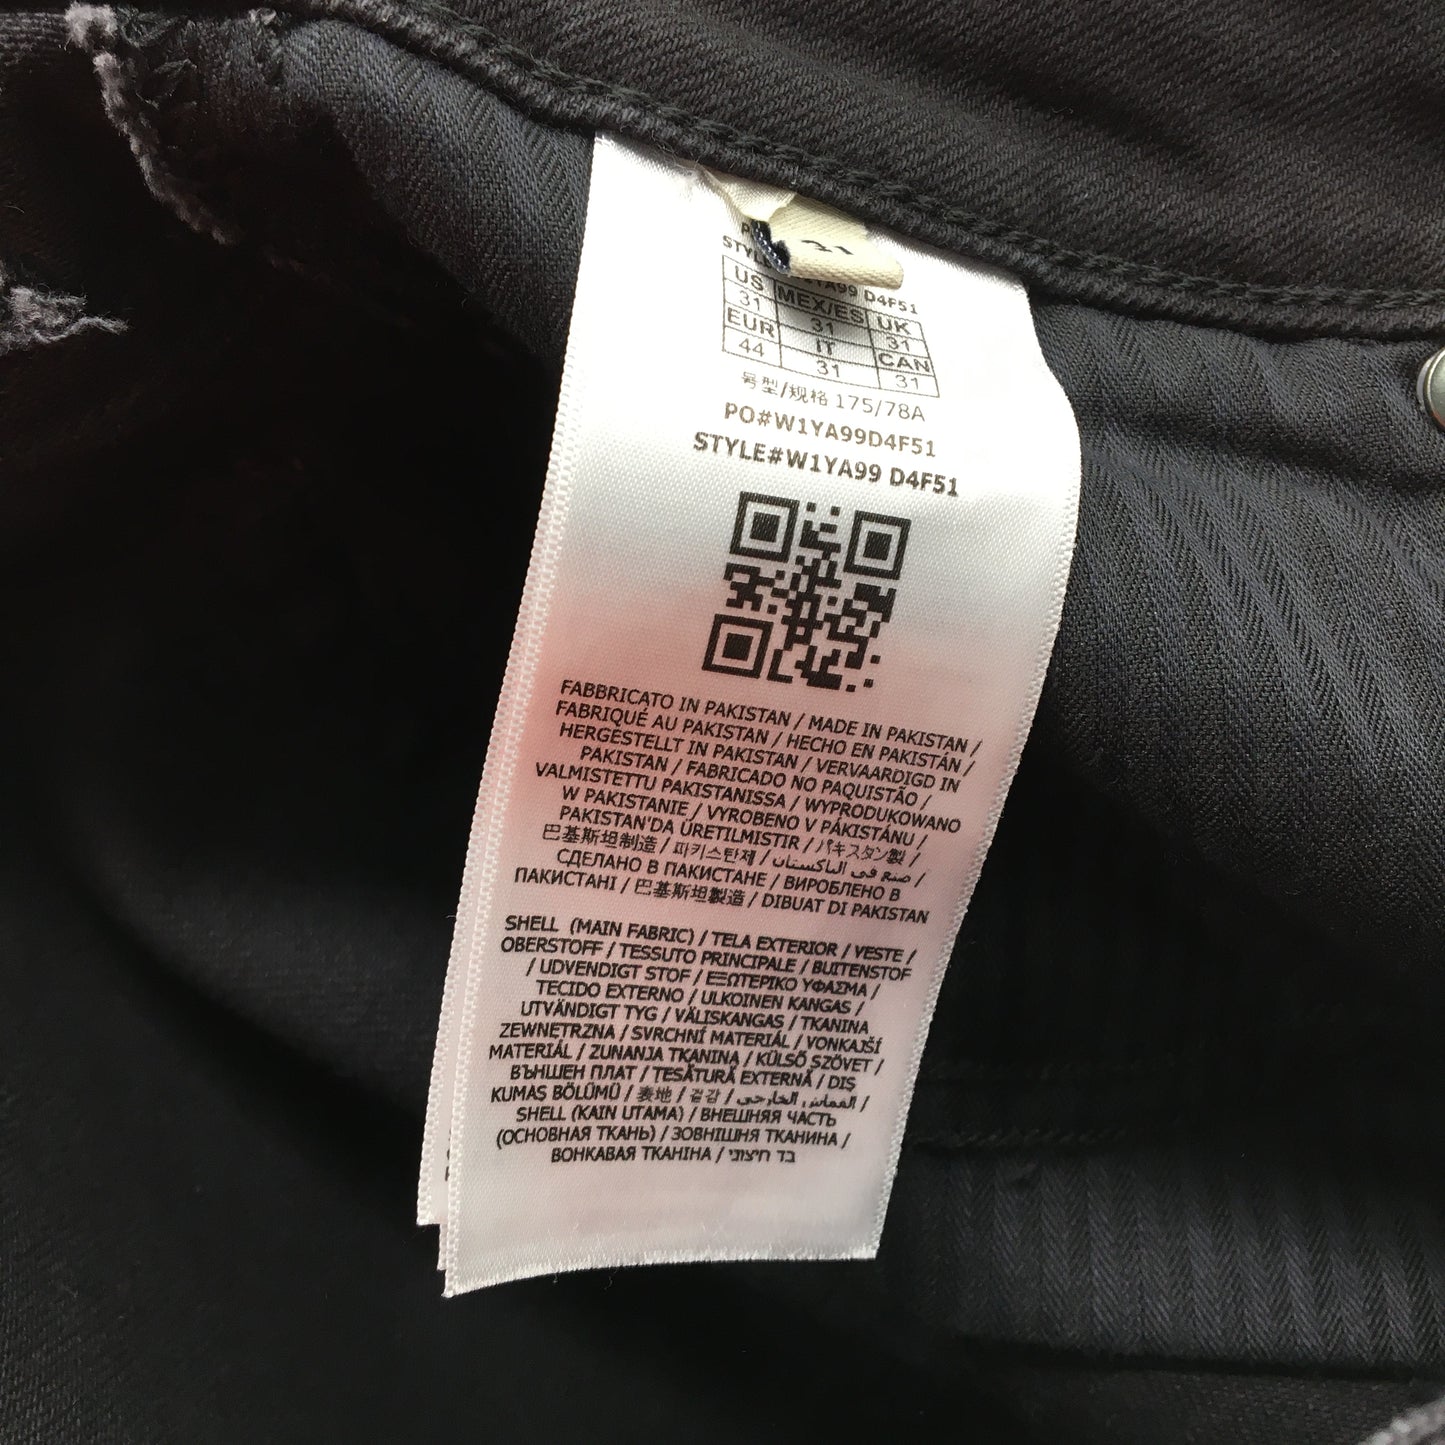 31
STYLE
D4F51
US MEX/ES UK
31 31 31
EUR IT CAN
44 31 31
号型/规格 175/78A
PO#W1YA99D4F51
STYLE#W1YA99 D4F51
FABBRICATO IN PAKISTAN / MADE IN PAKISTAN /
FABRIQUÉ AU PAKISTAN / HECHO EN PAKISTÁN /
HERGESTELLT IN PAKISTAN / VERVAARDIGD IN
PAKISTAN / FABRICADO NO PAQUISTÃO /
VALMISTETTU PAKISTANISSA / WYPRODUKOWANO
W PAKISTANIE / VYROBENO V PÁKISTÁNU /
PAKISTAN'DA ÜRETILMISTIR / パキスタン製 /
巴基斯坦制造 / 파키스탄제 / صنع في الباكستان /
СДЕЛАНО В ПАКИСТАНЕ / ВИРОБЛЕНО В
ПАКИСТАНІ / 巴基斯坦製造 / DIBUAT DI PAKISTAN
SHELL (MAIN FABRIC) / TELA EXTERIOR / VESTE /
OBERSTOFF / TESSUTO PRINCIPALE / BUITENSTOF
/ UDVENDIGT STOF / ΕΞΩΤΕΡΙΚΟ ΥΦΑΣΜΑ /
TECIDO EXTERNO / ULKOINEN KANGAS /
UTVÄNDIGT TYG / VÄLISKANGAS / TKANINA
ZEWNETRZNA / SVRCHNÍ MATERIÁL / VONKAJŠÍ
MATERIÁL / ZUNANJA TKANINA / KÜLSŐ SZÖVET /
ВЪНШЕН ПЛАТ / ŢESĂTURĂ EXTERNĂ / DIŞ
KUMAS BÖLÜMÜ / 表地 / 겉감 / القماش الخارجي /
SHELL (KAIN UTAMA) / ВНЕШНЯЯ ЧАСТЬ
(ОСНОВНАЯ ТКАНЬ) / ЗОВНІШНЯ ТКАНИНА /
ВОНКАВАЯ ТКАНІНА / בד חיצוני